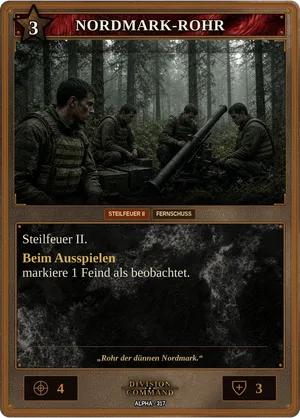 3
NORDMARK-ROHR
STEILFEUER II
FERNSCHUSS
Steilfeuer II.
Beim Ausspielen
markiere 1 Feind als beobachtet.
„Rohr der dünnen Nordmark.“
4
DIVISION
COMMAND
ALPHA · 317
3